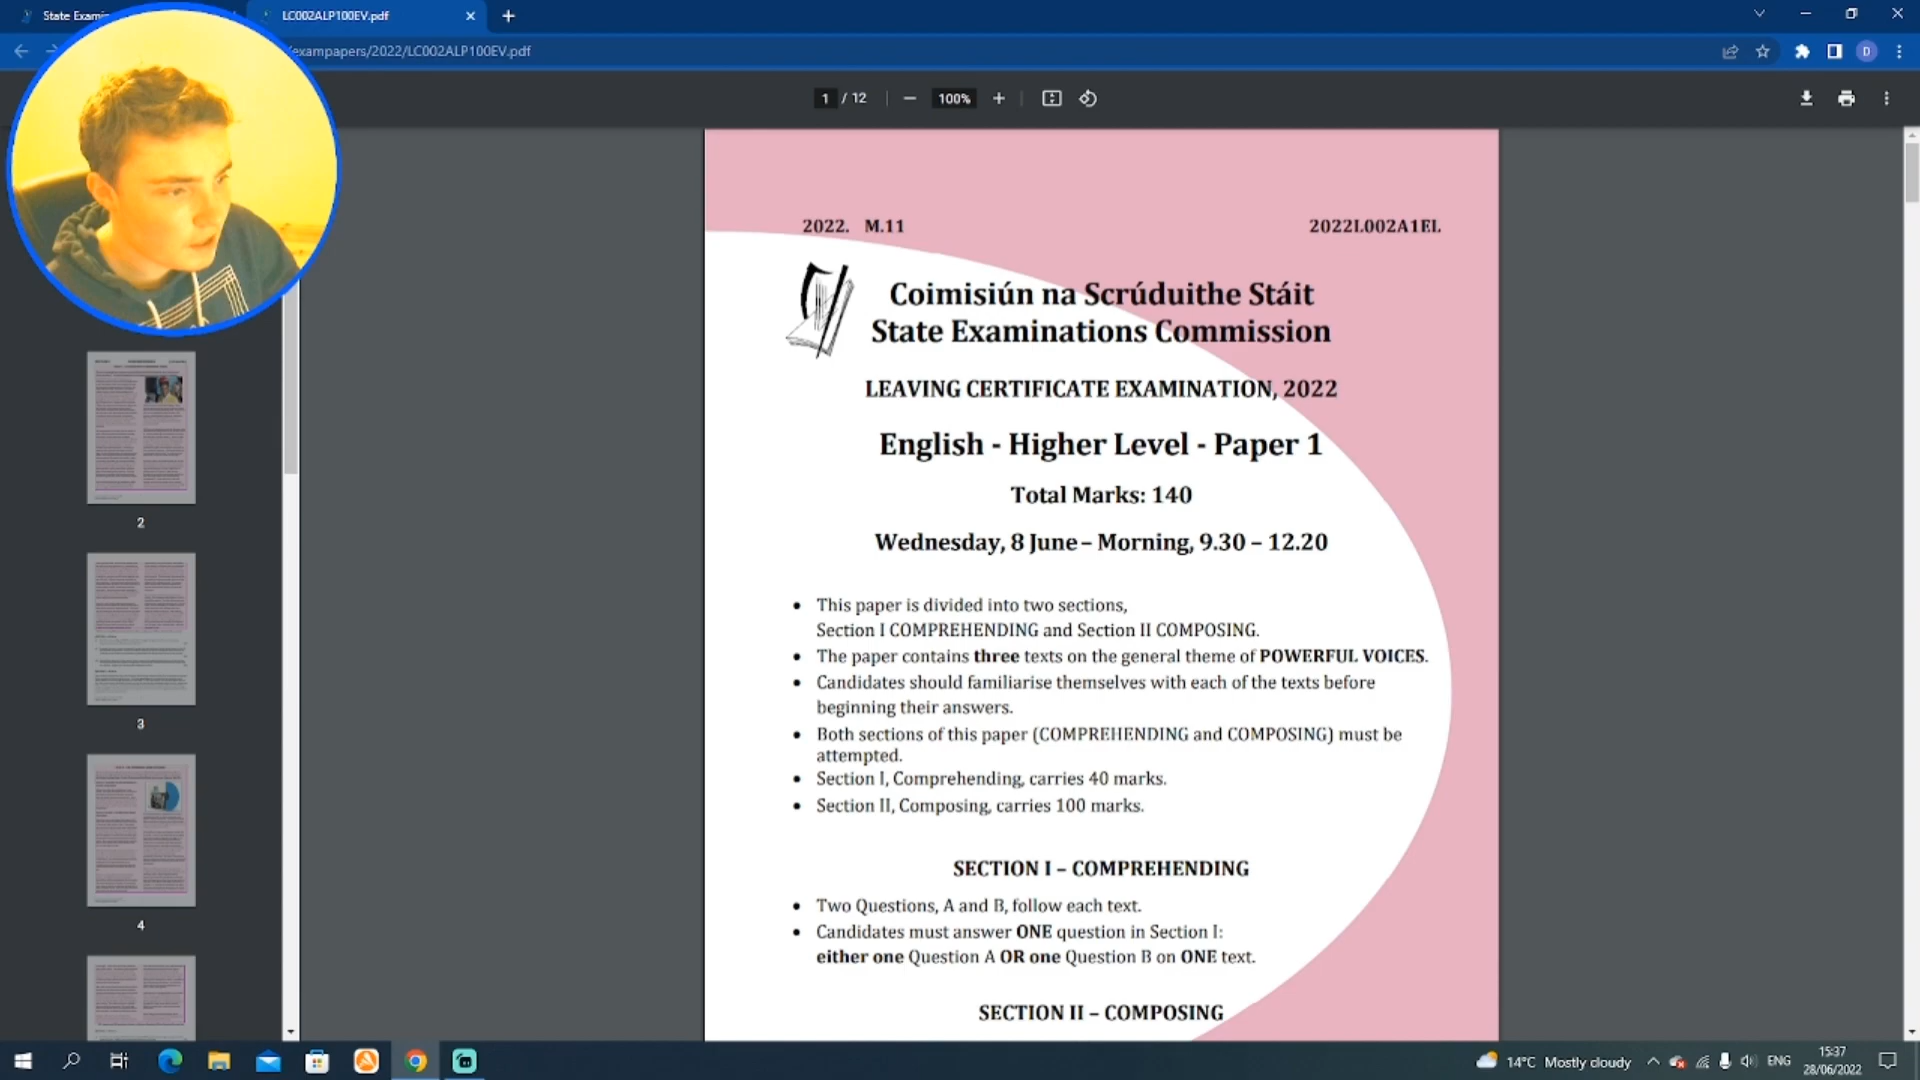 State Exami
LC002ALP100EV.pdf
/exampapers/2022/LC002ALP100EV.pdf
D
1 / 12
100%
2022. M.11
2022L002A1EL
Coimisiún na Scrúduithe Stáit
State Examinations Commission
LEAVING CERTIFICATE EXAMINATION, 2022
English - Higher Level - Paper 1
Total Marks: 140
Wednesday, 8 June – Morning, 9.30 – 12.20
• This paper is divided into two sections,
Section I COMPREHENDING and Section II COMPOSING.
• The paper contains three texts on the general theme of POWERFUL VOICES.
• Candidates should familiarise themselves with each of the texts before
beginning their answers.
• Both sections of this paper (COMPREHENDING and COMPOSING) must be
attempted.
• Section I, Comprehending, carries 40 marks.
• Section II, Composing, carries 100 marks.
SECTION I – COMPREHENDING
• Two Questions, A and B, follow each text.
• Candidates must answer ONE question in Section I:
either one Question A OR one Question B on ONE text.
SECTION II – COMPOSING
2
3
4
14°C Mostly cloudy
ENG
15:37
28/06/2022